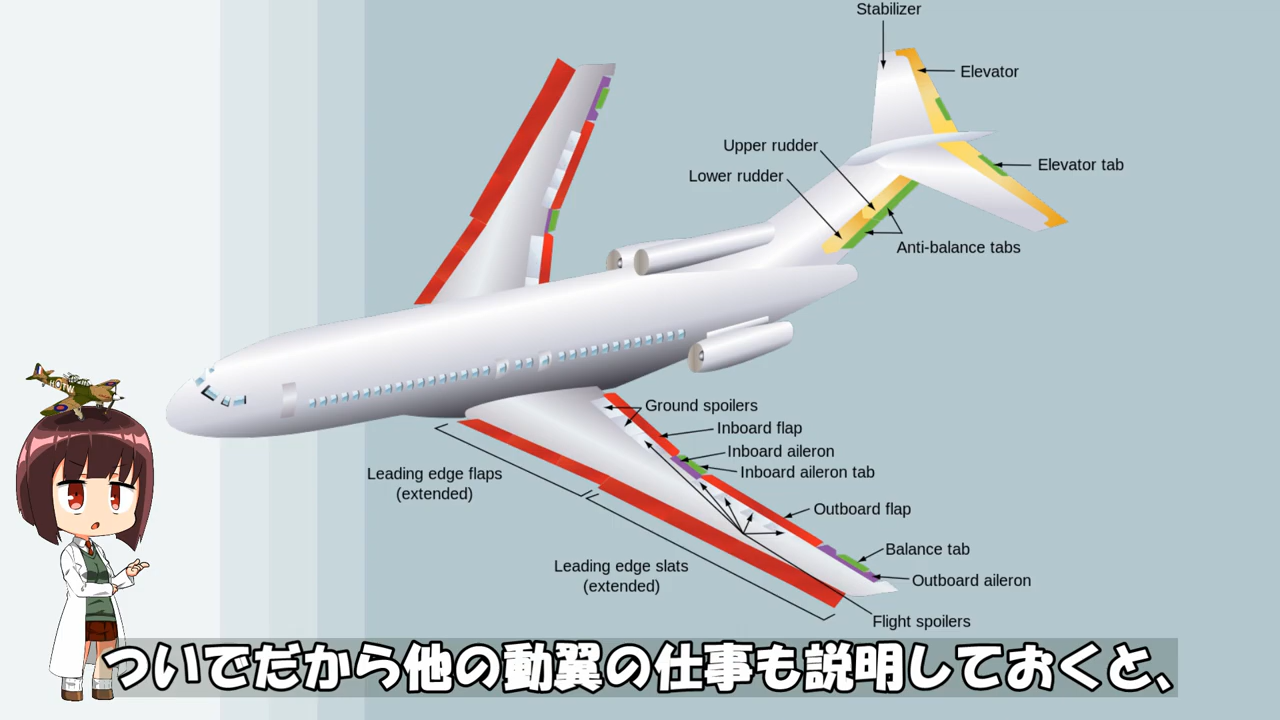 Stabilizer
Elevator
Upper rudder
Lower rudder
Elevator tab
Anti-balance tabs
Ground spoilers
Inboard flap
Inboard aileron
Inboard aileron tab
Leading edge flaps
(extended)
Outboard flap
Balance tab
Outboard aileron
Leading edge slats
(extended)
Flight spoilers
ついでだから他の動翼の仕事も説明しておくと、